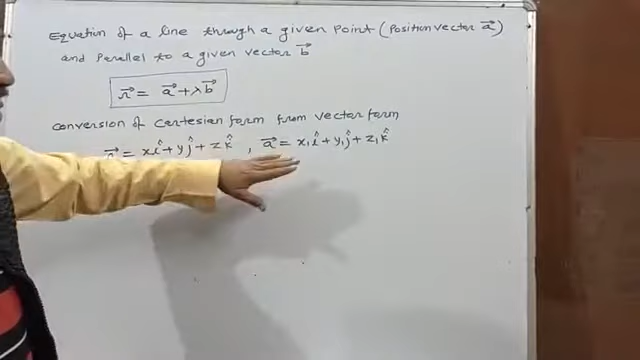 Equation of a line through a given point (Position vector a⃗)
and Parallel to a given vector b⃗
r⃗ = a⃗ + λb⃗
conversion of Cartesian form from vector form
r⃗ = xî + yĵ + zk̂ , a⃗ = x₁î + y₁ĵ + z₁k̂